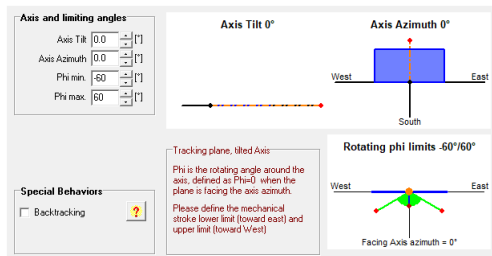 Axis and limiting angles
Axis Tilt 0.0 [°]
Axis Azimuth 0.0 [°]
Phi min. -60 [°]
Phi max. 60 [°]
Special Behaviors
Backtracking ?
Axis Tilt 0°
Axis Azimuth 0°
West East
South
Tracking plane, tilted Axis
Phi is the rotating angle around the
axis, defined as Phi=0 when the
plane is facing the axis azimuth.
Please define the mechanical
stroke lower limit (toward east) and
upper limit (toward West)
Rotating phi limits -60°/60°
West East
Facing Axis azimuth = 0°